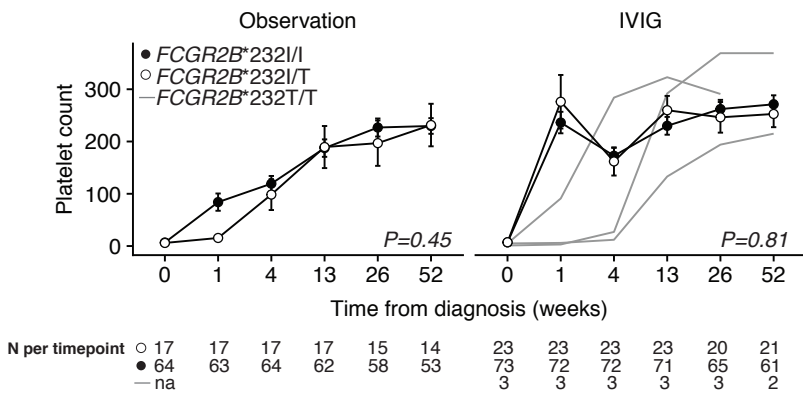 Observation
IVIG
FCGR2B*232I/I
FCGR2B*232I/T
FCGR2B*232T/T
Platelet count
300
200
100
0
P=0.45
P=0.81
0 1 4 13 26 52
0 1 4 13 26 52
Time from diagnosis (weeks)
N per timepoint 17 17 17 17 15 14 23 23 23 23 20 21
64 63 64 62 58 53 73 72 72 71 65 61
na 3 3 3 3 3 2